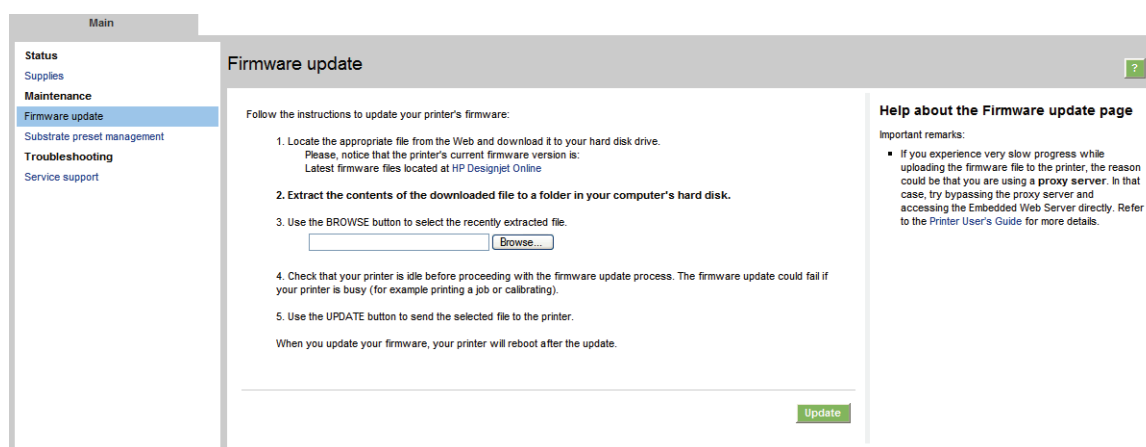 Main
Status
Supplies
Maintenance
Firmware update
Substrate preset management
Troubleshooting
Service support
Firmware update
?
Follow the instructions to update your printer's firmware:
1. Locate the appropriate file from the Web and download it to your hard disk drive.
Please, notice that the printer's current firmware version is:
Latest firmware files located at HP Designjet Online
2. Extract the contents of the downloaded file to a folder in your computer's hard disk.
3. Use the BROWSE button to select the recently extracted file.
Browse...
4. Check that your printer is idle before proceeding with the firmware update process. The firmware update could fail if
your printer is busy (for example printing a job or calibrating).
5. Use the UPDATE button to send the selected file to the printer.
When you update your firmware, your printer will reboot after the update.
Update
Help about the Firmware update page
Important remarks:
If you experience very slow progress while
uploading the firmware file to the printer, the reason
could be that you are using a proxy server. In that
case, try bypassing the proxy server and
accessing the Embedded Web Server directly. Refer
to the Printer User's Guide for more details.